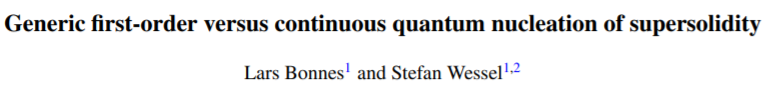 Generic first-order versus continuous quantum nucleation of supersolidity
Lars Bonnes1 and Stefan Wessel1,2